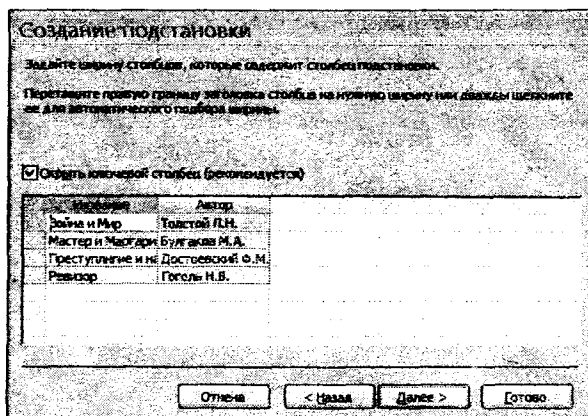 Создание подстановки
Задайте ширину столбцов, которые содержит столбец подстановки.
Перетащите правую границу заголовка столбца на нужную ширину или дважды щелкните
ее для автоматического подбора ширины.
Скрыть ключевой столбец (рекомендуется)
Название Автор
Война и Мир Толстой Л.Н.
Мастер и Маргари Булгаков М.А.
Преступлнгие и на Достоевский Ф.М.
Ревизор Гоголь Н.В.
Отмена < Назад Далее > Готово